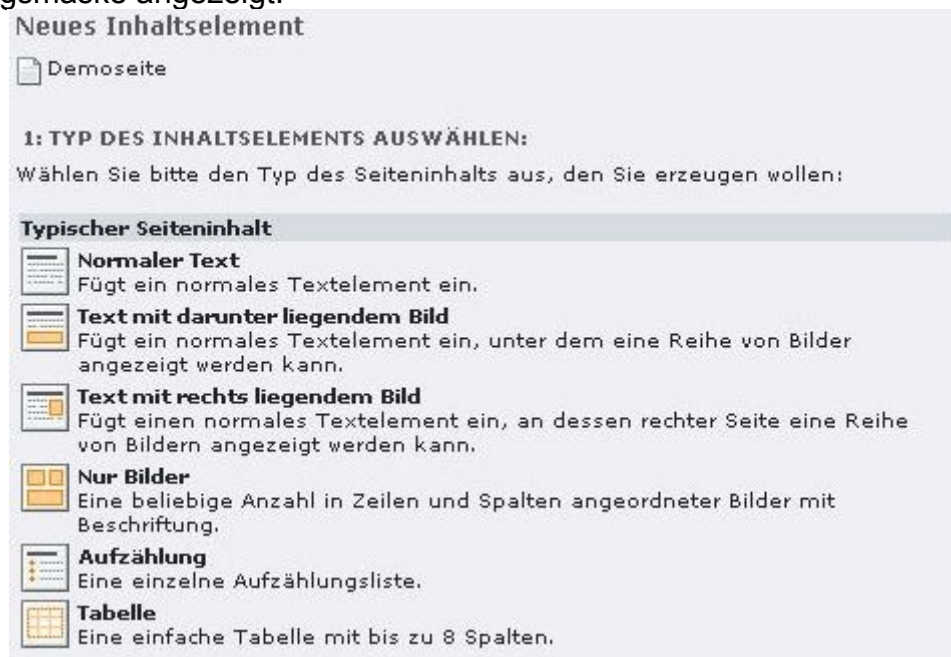 gsmaske angezeigt.
Neues Inhaltselement
Demoseite
1: TYP DES INHALTSELEMENTS AUSWÄHLEN:
Wählen Sie bitte den Typ des Seiteninhalts aus, den Sie erzeugen wollen:
Typischer Seiteninhalt
Normaler Text
Fügt ein normales Textelement ein.
Text mit darunter liegendem Bild
Fügt ein normales Textelement ein, unter dem eine Reihe von Bilder
angezeigt werden kann.
Text mit rechts liegendem Bild
Fügt einen normales Textelement ein, an dessen rechter Seite eine Reihe
von Bildern angezeigt werden kann.
Nur Bilder
Eine beliebige Anzahl in Zeilen und Spalten angeordneter Bilder mit
Beschriftung.
Aufzählung
Eine einzelne Aufzählungsliste.
Tabelle
Eine einfache Tabelle mit bis zu 8 Spalten.